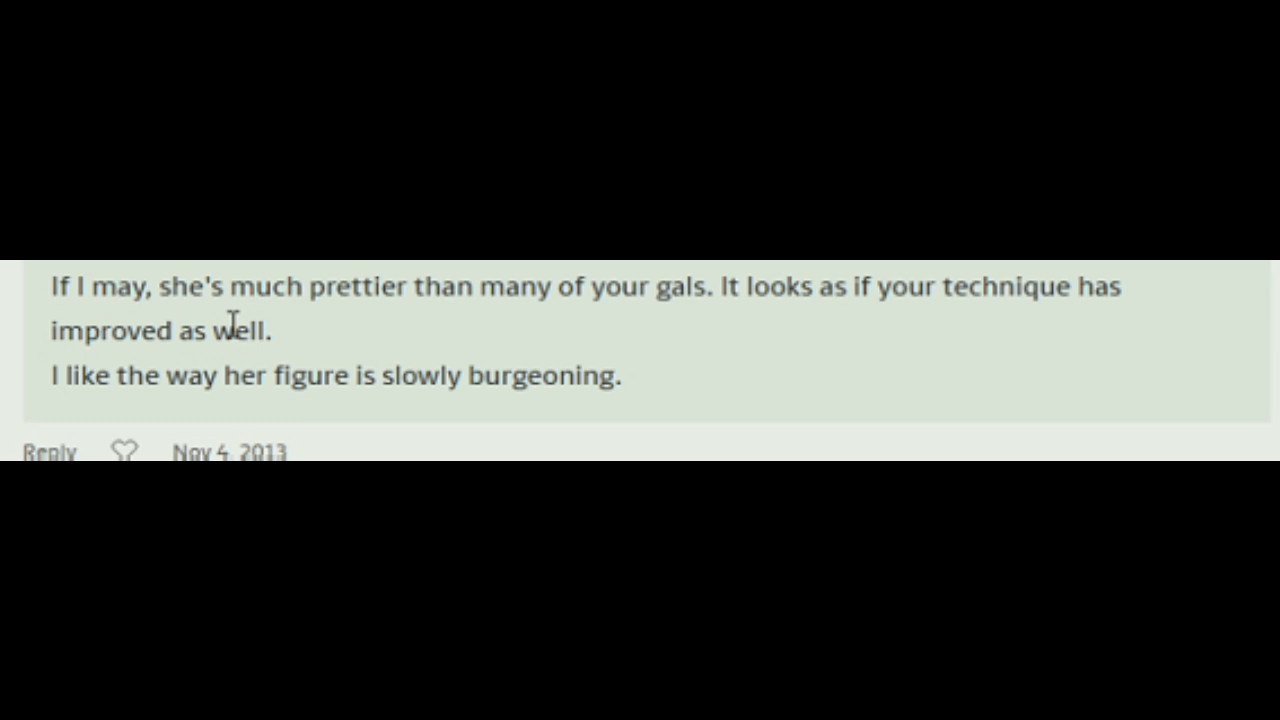 If I may, she's much prettier than many of your gals. It looks as if your technique has
improved as well.
I like the way her figure is slowly burgeoning.
Reply Nov 4, 2013